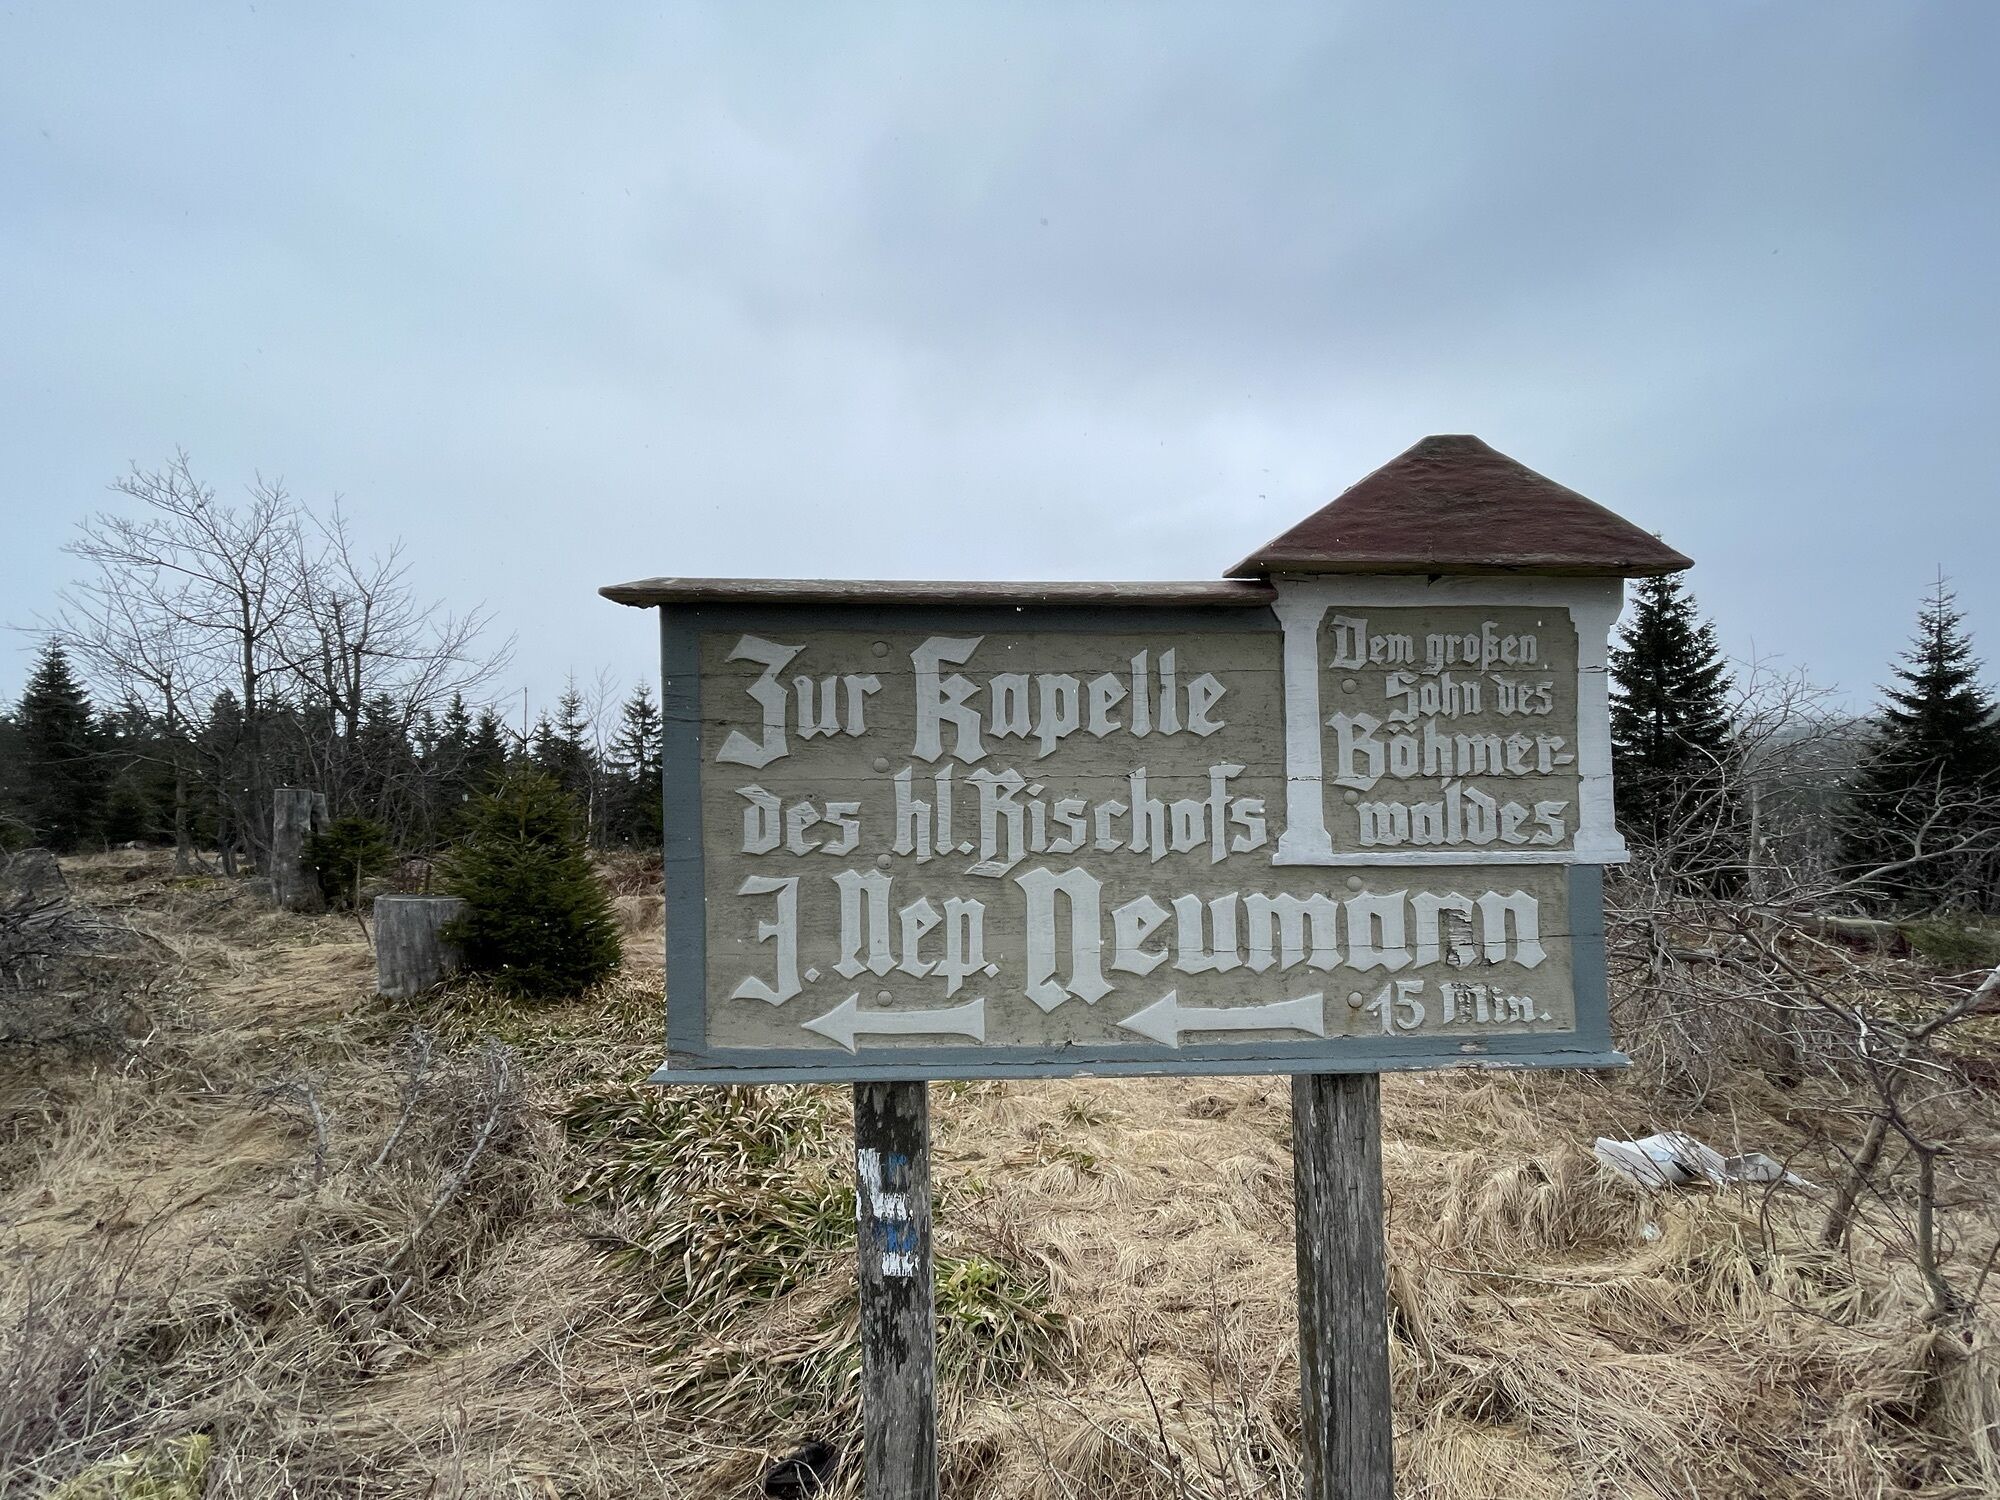 Zur Kapelle
des hl. Bischofs
J. Nep. Neumann
15 Min.
Dem großen
Sohn des
Böhmer-
waldes